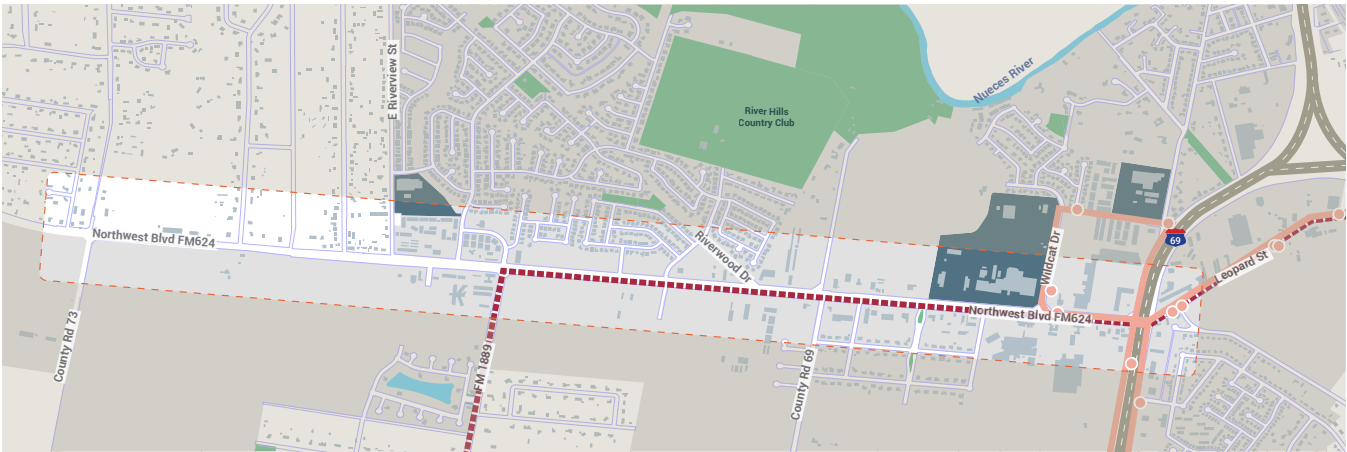 E Riverview St
River Hills
Country Club
Nueces River
Northwest Blvd FM624
Riverwood Dr
Wildcat Dr
69
Leopard St
Northwest Blvd FM624
County Rd 73
FM 1889
County Rd 69